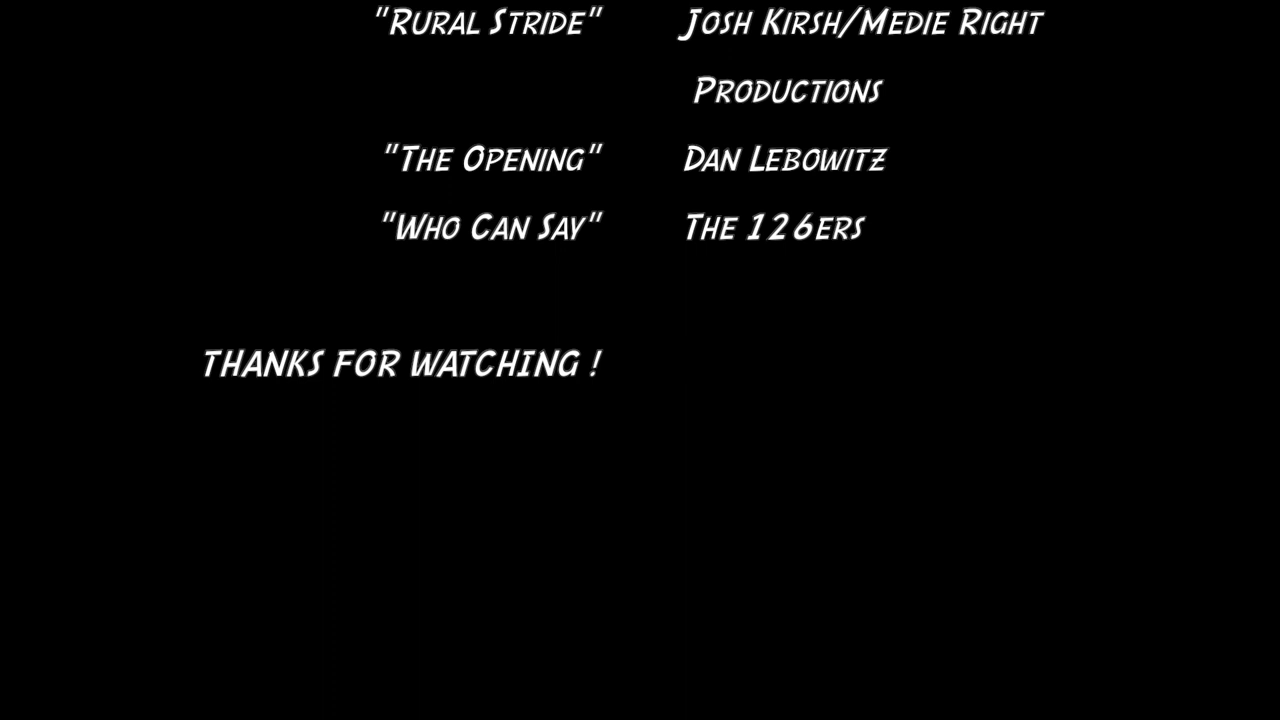 "Rural Stride" Josh Kirsh/Medie Right
Productions
"The Opening" Dan Lebowitz
"Who Can Say" The 126ers
THANKS FOR WATCHING !